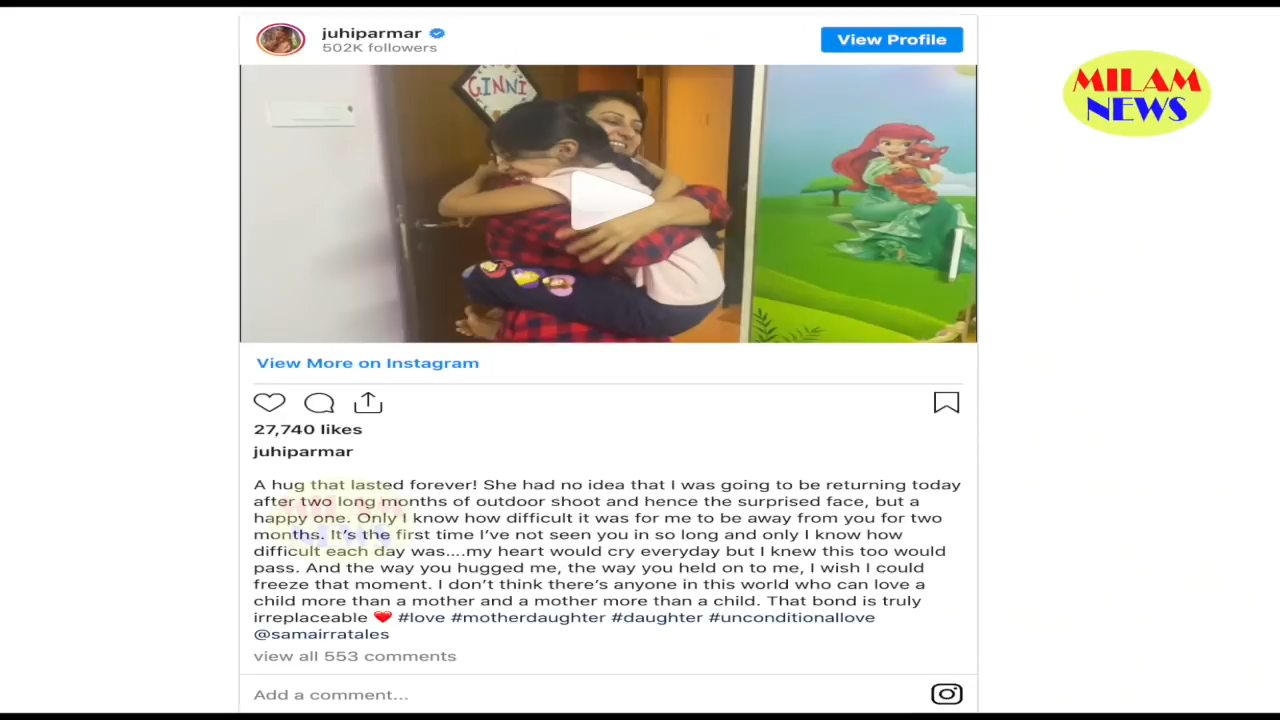 juhiparmar
502K followers
View Profile
MILAM
NEWS
GINNI
View More on Instagram
27,740 likes
juhiparmar
A hug that lasted forever! She had no idea that I was going to be returning today
after two long months of outdoor shoot and hence the surprised face, but a
happy one. Only I know how difficult it was for me to be away from you for two
months. It's the first time I've not seen you in so long and only I know how
difficult each day was....my heart would cry everyday but I knew this too would
pass. And the way you hugged me, the way you held on to me, I wish I could
freeze that moment. I don't think there's anyone in this world who can love a
child more than a mother and a mother more than a child. That bond is truly
irreplaceable ❤️ #love #motherdaughter #daughter #unconditionallove
@samairratales
view all 553 comments
Add a comment...
MILAM
NEWS